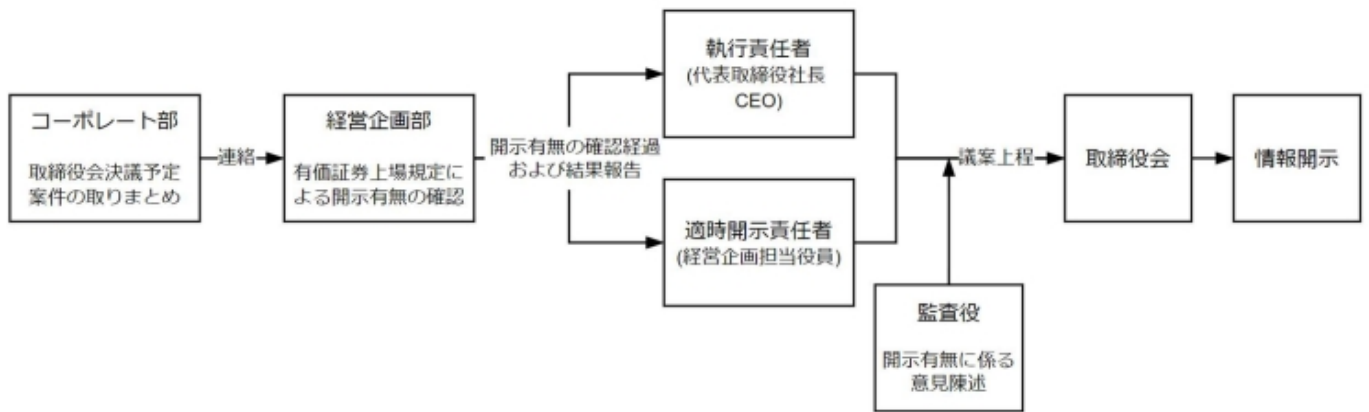 コーポレート部
取締役会決議予定
案件の取りまとめ
連絡
経営企画部
有価証券上場規定に
よる開示有無の確認
開示有無の確認経過
および結果報告
執行責任者
(代表取締役社長
CEO)
適時開示責任者
(経営企画担当役員)
監査役
開示有無に係る
意見陳述
議案上程
取締役会
情報開示